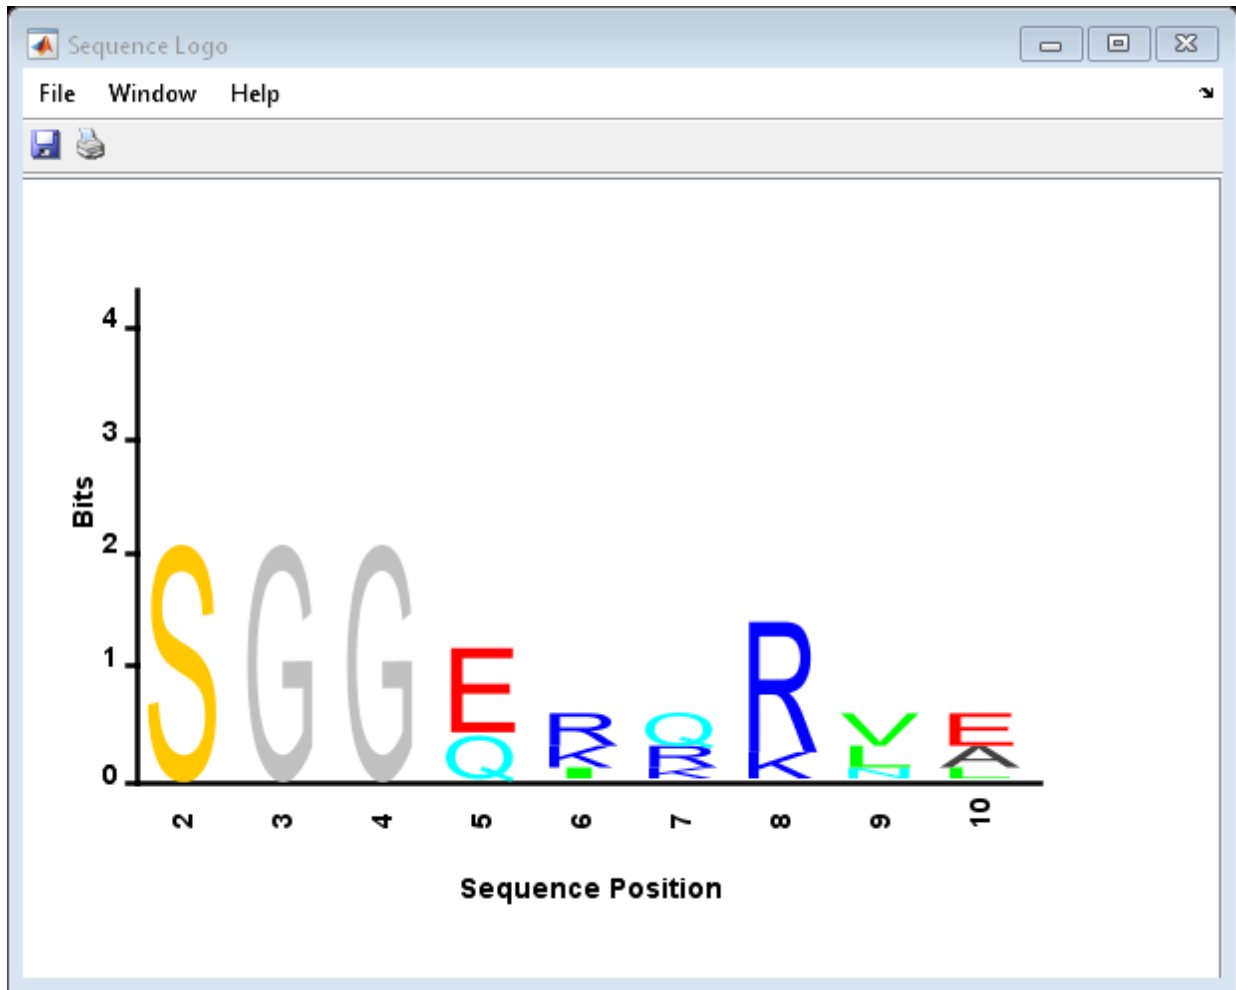 Sequence Logo
File Window Help
4
3
2
1
0
Bits
S G G E R Q R V E
Q K R K L A
I K N L
2 3 4 5 6 7 8 9 10
Sequence Position